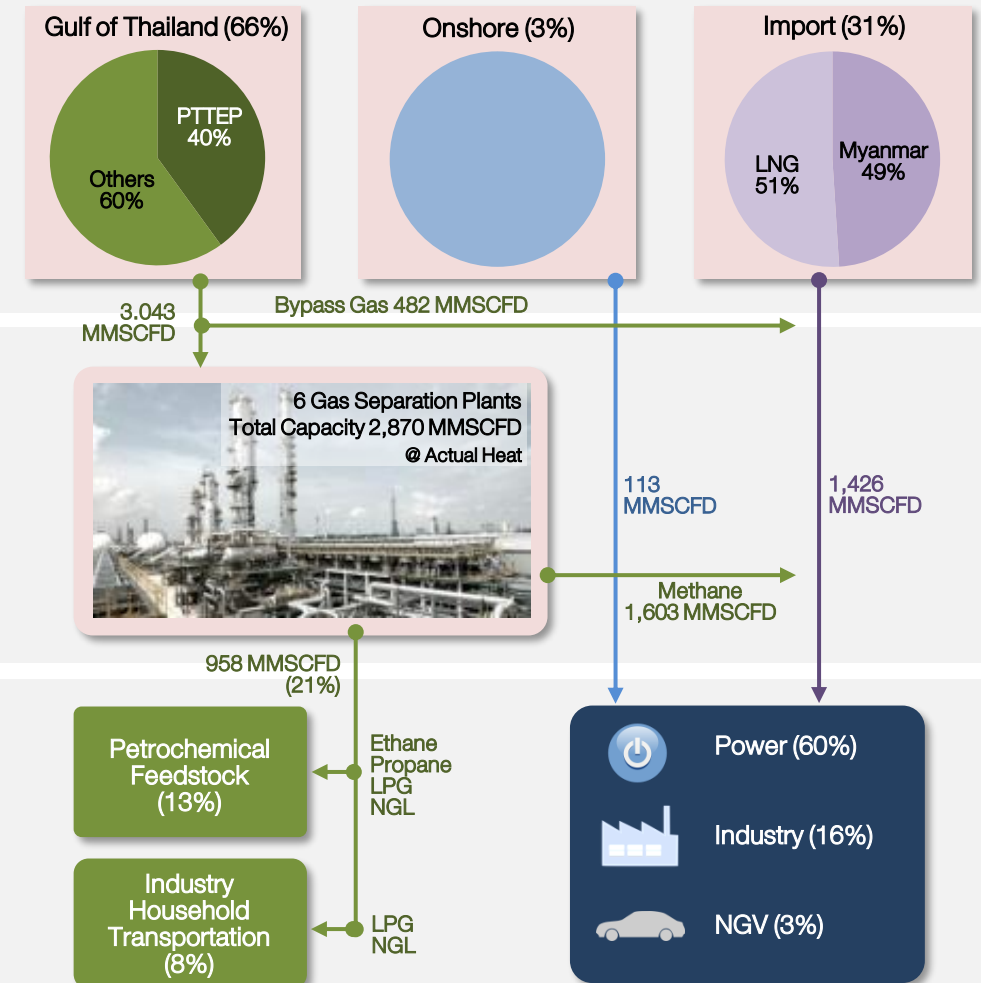 Gulf of Thailand (66%)
PTTEP
40%
Others
60%
Onshore (3%)
Import (31%)
LNG
51%
Myanmar
49%
3.043
MMSCFD
Bypass Gas 482 MMSCFD
6 Gas Separation Plants
Total Capacity 2,870 MMSCFD
@ Actual Heat
113
MMSCFD
1,426
MMSCFD
Methane
1,603 MMSCFD
958 MMSCFD
(21%)
Petrochemical
Feedstock
(13%)
Ethane
Propane
LPG
NGL
Industry
Household
Transportation
(8%)
LPG
NGL
Power (60%)
Industry (16%)
NGV (3%)